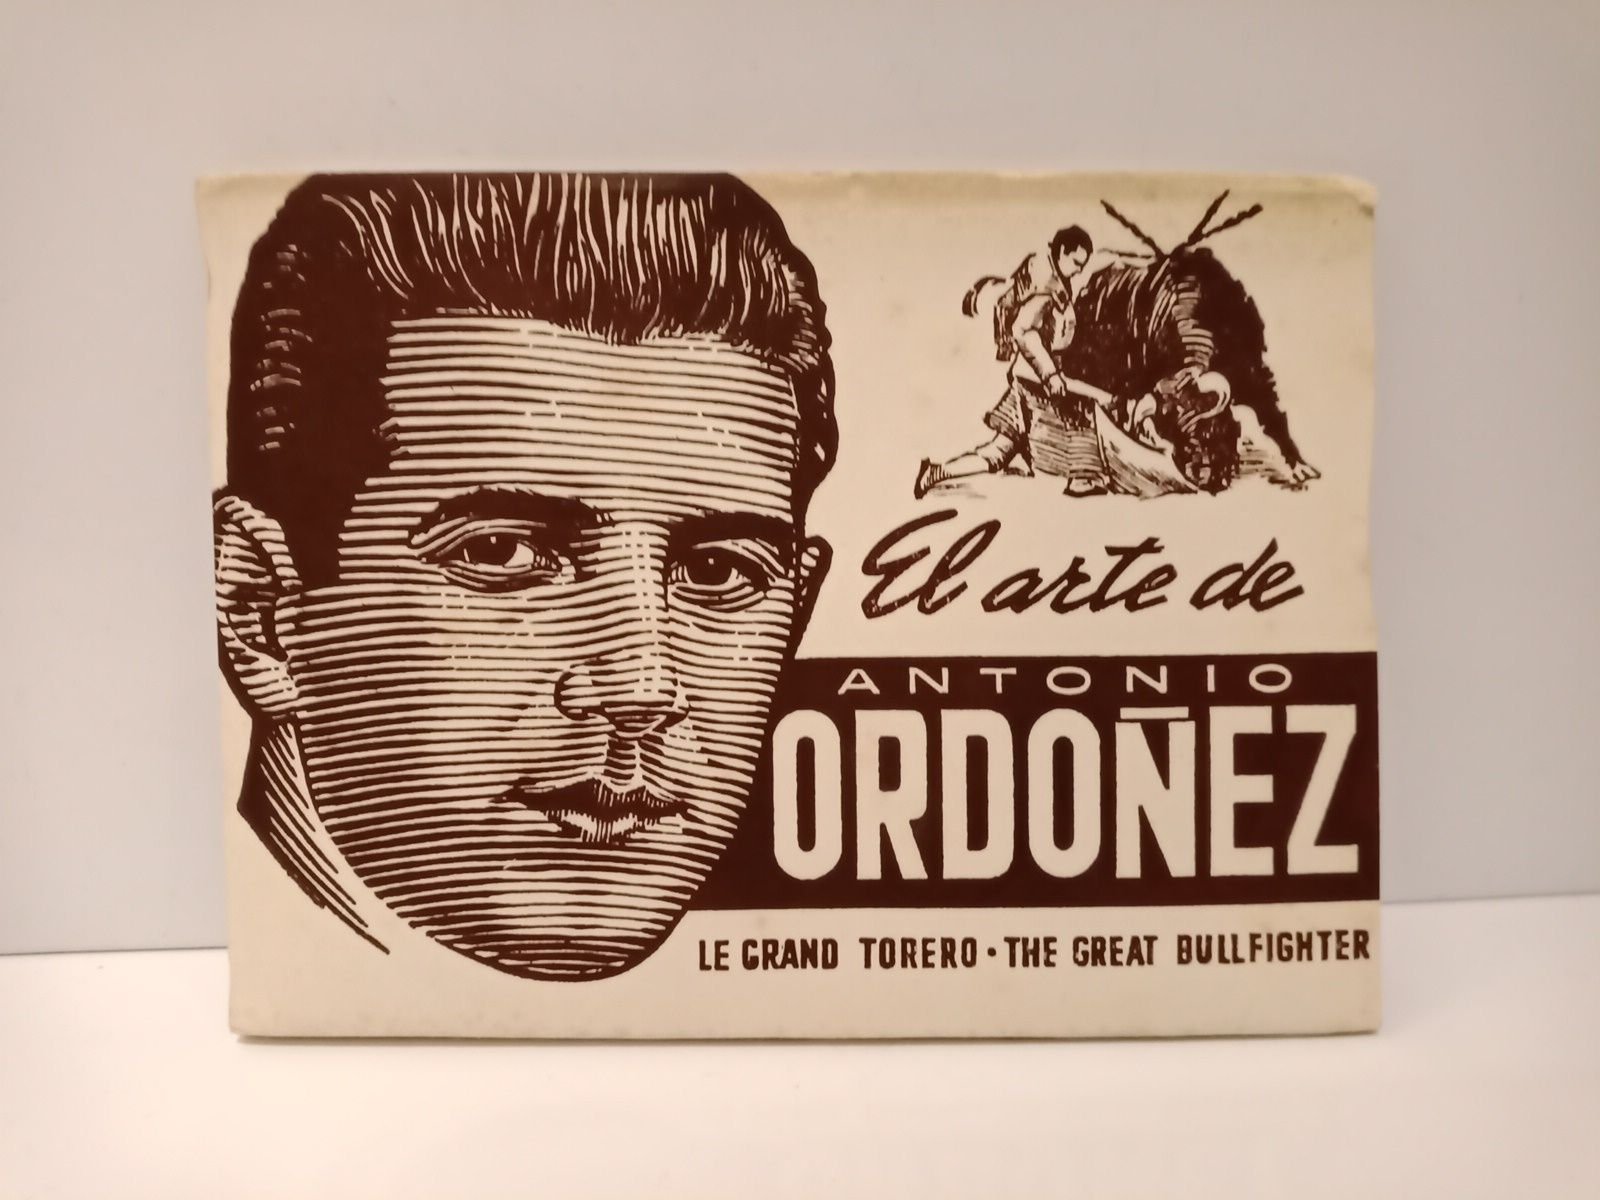 El arte de
ANTONIO
ORDOÑEZ
LE GRAND TORERO · THE GREAT BULLFIGHTER